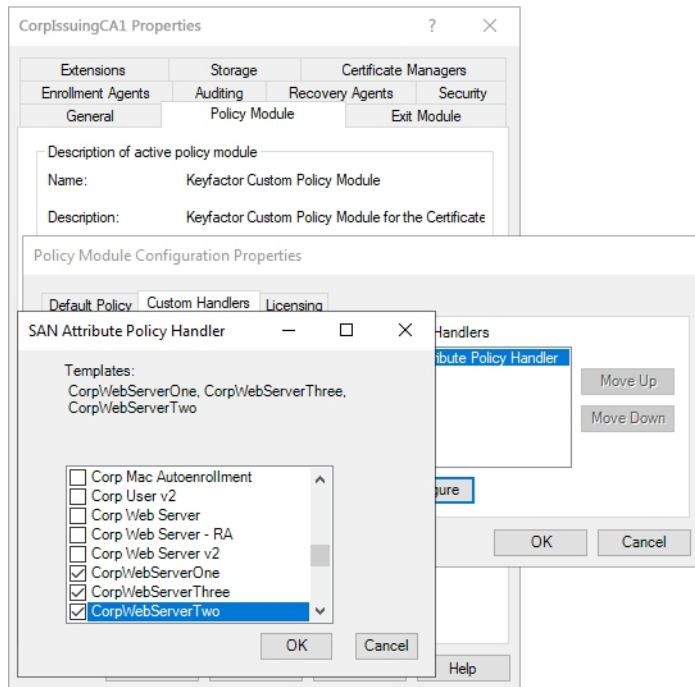 CorpIssuingCA1 Properties ? ×
Extensions Storage Certificate Managers
Enrollment Agents Auditing Recovery Agents Security
General Policy Module Exit Module
Description of active policy module
Name: Keyfactor Custom Policy Module
Description: Keyfactor Custom Policy Module for the Certificate
Policy Module Configuration Properties
Default Policy Custom Handlers Licensing
Handlers
ribute Policy Handler
Move Up
Move Down
gure
OK Cancel
SAN Attribute Policy Handler
Templates:
CorpWebServerOne, CorpWebServerThree,
CorpWebServerTwo
Corp Mac Autoenrollment
Corp User v2
Corp Web Server
Corp Web Server - RA
Corp Web Server v2
CorpWebServerOne
CorpWebServerThree
CorpWebServerTwo
OK Cancel
Help